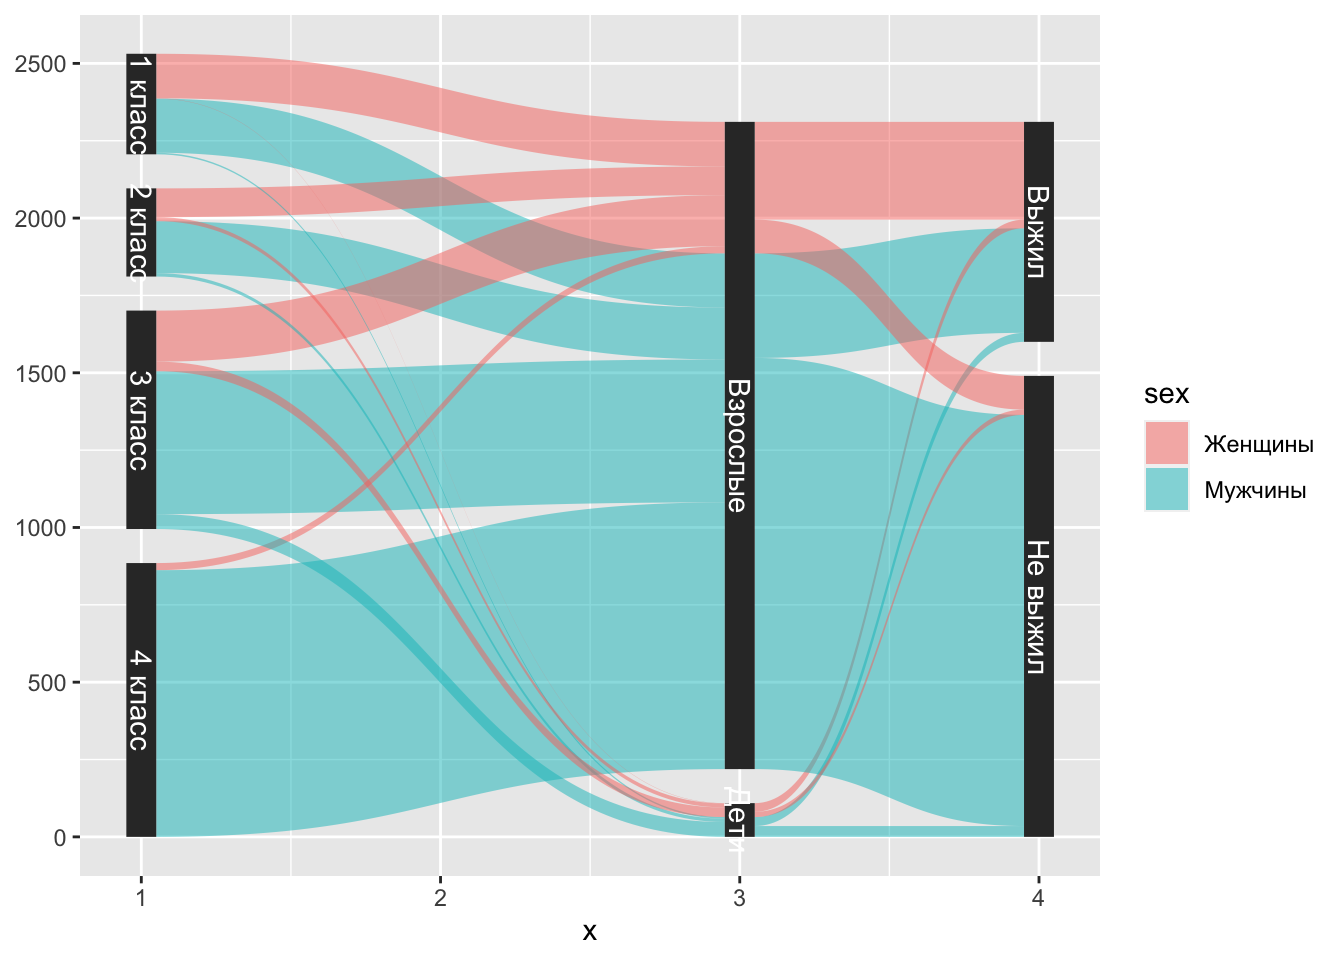 2500
2000
1500
1000
500
0
1 класс
2 класс
3 класс
4 класс
Взрослые
Дети
Выжил
Не выжил
1
2
3
4
x
sex
Женщины
Мужчины